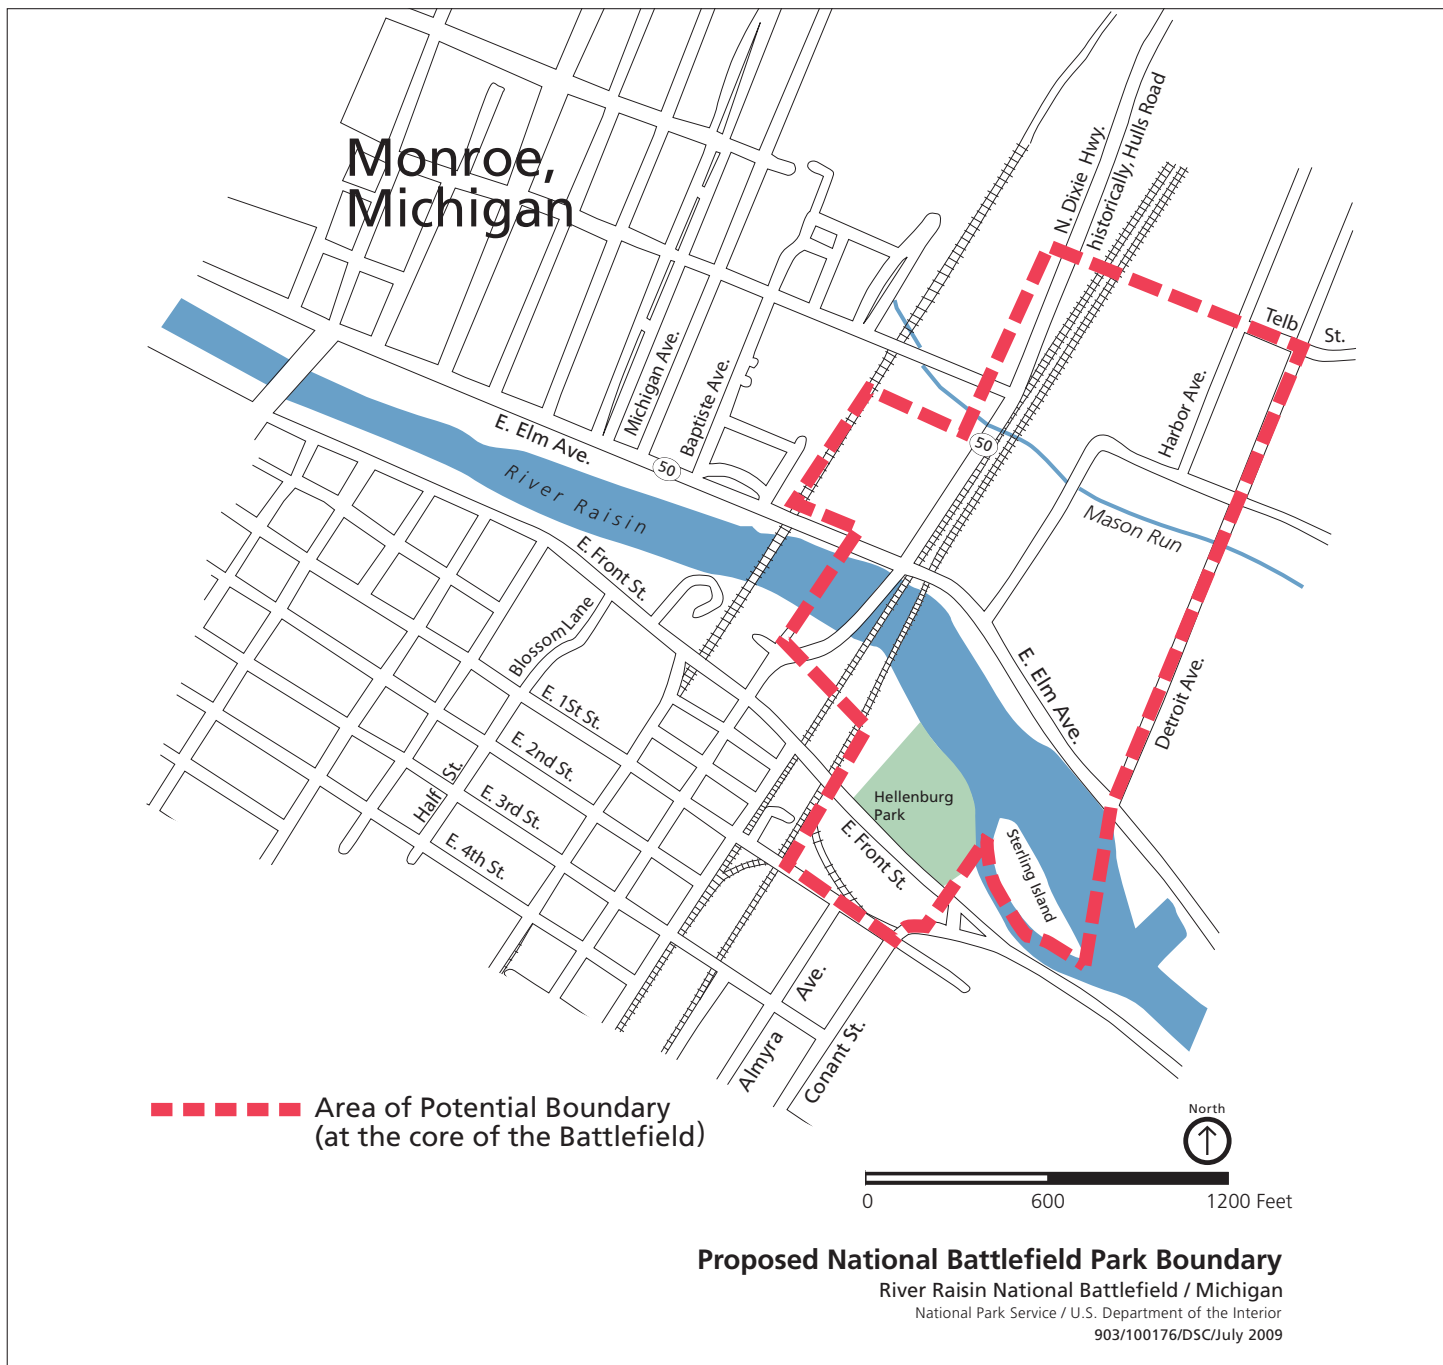 Monroe,
Michigan
N. Dixie Hwy.
historically, Hulls Road
Telb St.
Harbor Ave.
Michigan Ave.
Baptiste Ave.
E. Elm Ave.
50
50
River Raisin
Mason Run
E. Front St.
Blossom Lane
E. 1St St.
E. 2nd St.
E. 3rd St.
E. 4th St.
Half St.
E. Elm Ave.
Detroit Ave.
Hellenburg
Park
E. Front St.
Sterling Island
Almyra Ave.
Conant St.
Area of Potential Boundary
(at the core of the Battlefield)
North
0 600 1200 Feet
Proposed National Battlefield Park Boundary
River Raisin National Battlefield / Michigan
National Park Service / U.S. Department of the Interior
903/100176/DSC/July 2009